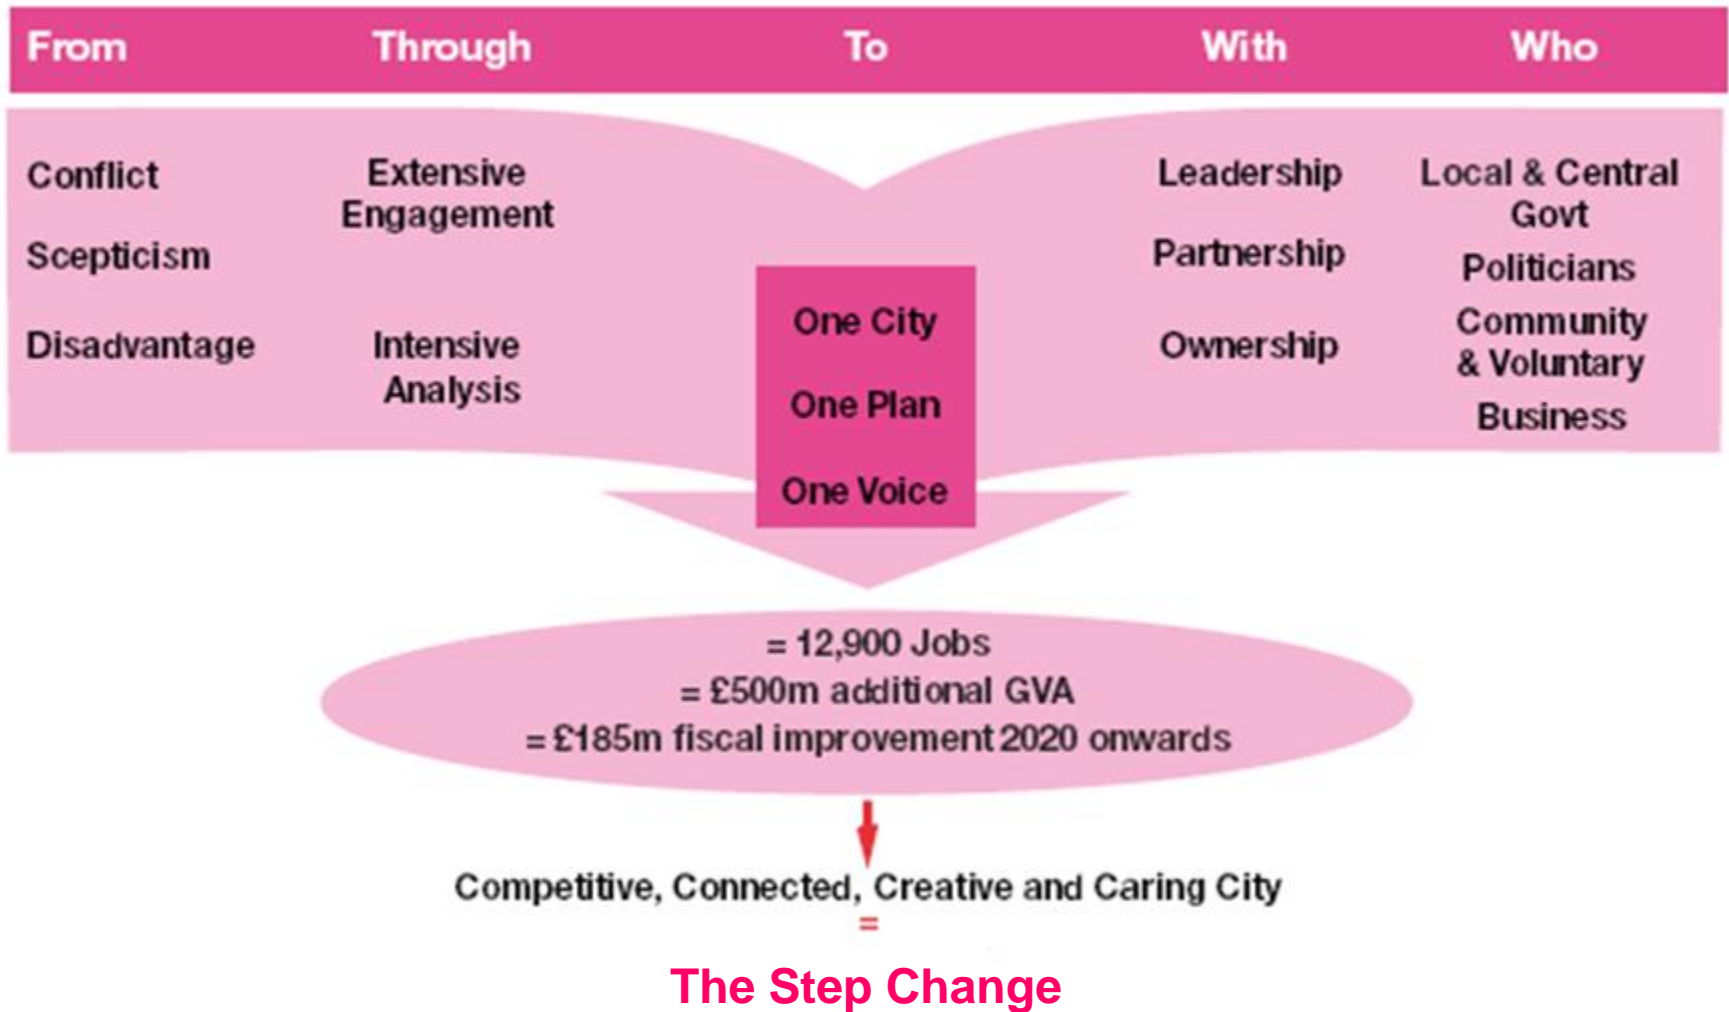 From Through To With Who
Conflict
Scepticism
Disadvantage
Extensive
Engagement
Intensive
Analysis
One City
One Plan
One Voice
Leadership
Partnership
Ownership
Local & Central
Govt
Politicians
Community
& Voluntary
Business
= 12,900 Jobs
= £500m additional GVA
= £185m fiscal improvement 2020 onwards
Competitive, Connected, Creative and Caring City
=
The Step Change